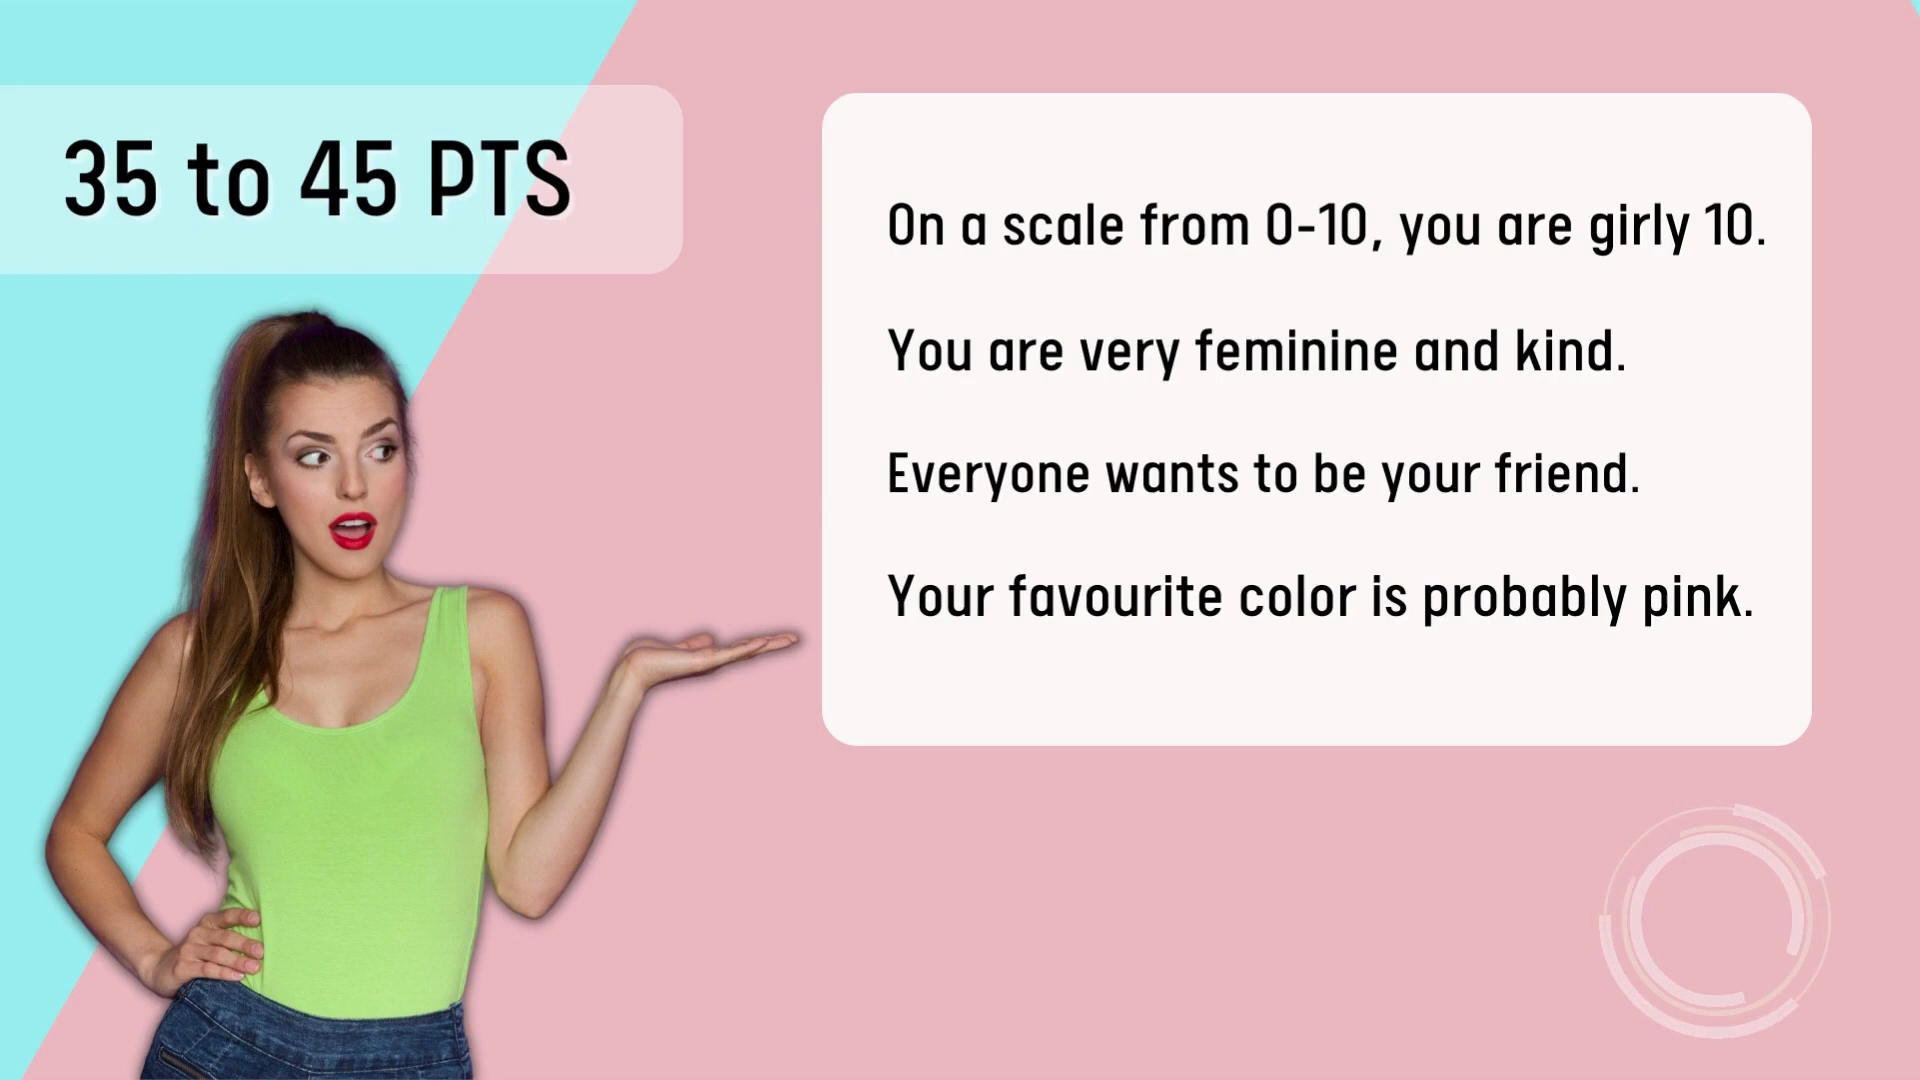 35 to 45 PTS
On a scale from 0-10, you are girly 10.
You are very feminine and kind.
Everyone wants to be your friend.
Your favourite color is probably pink.